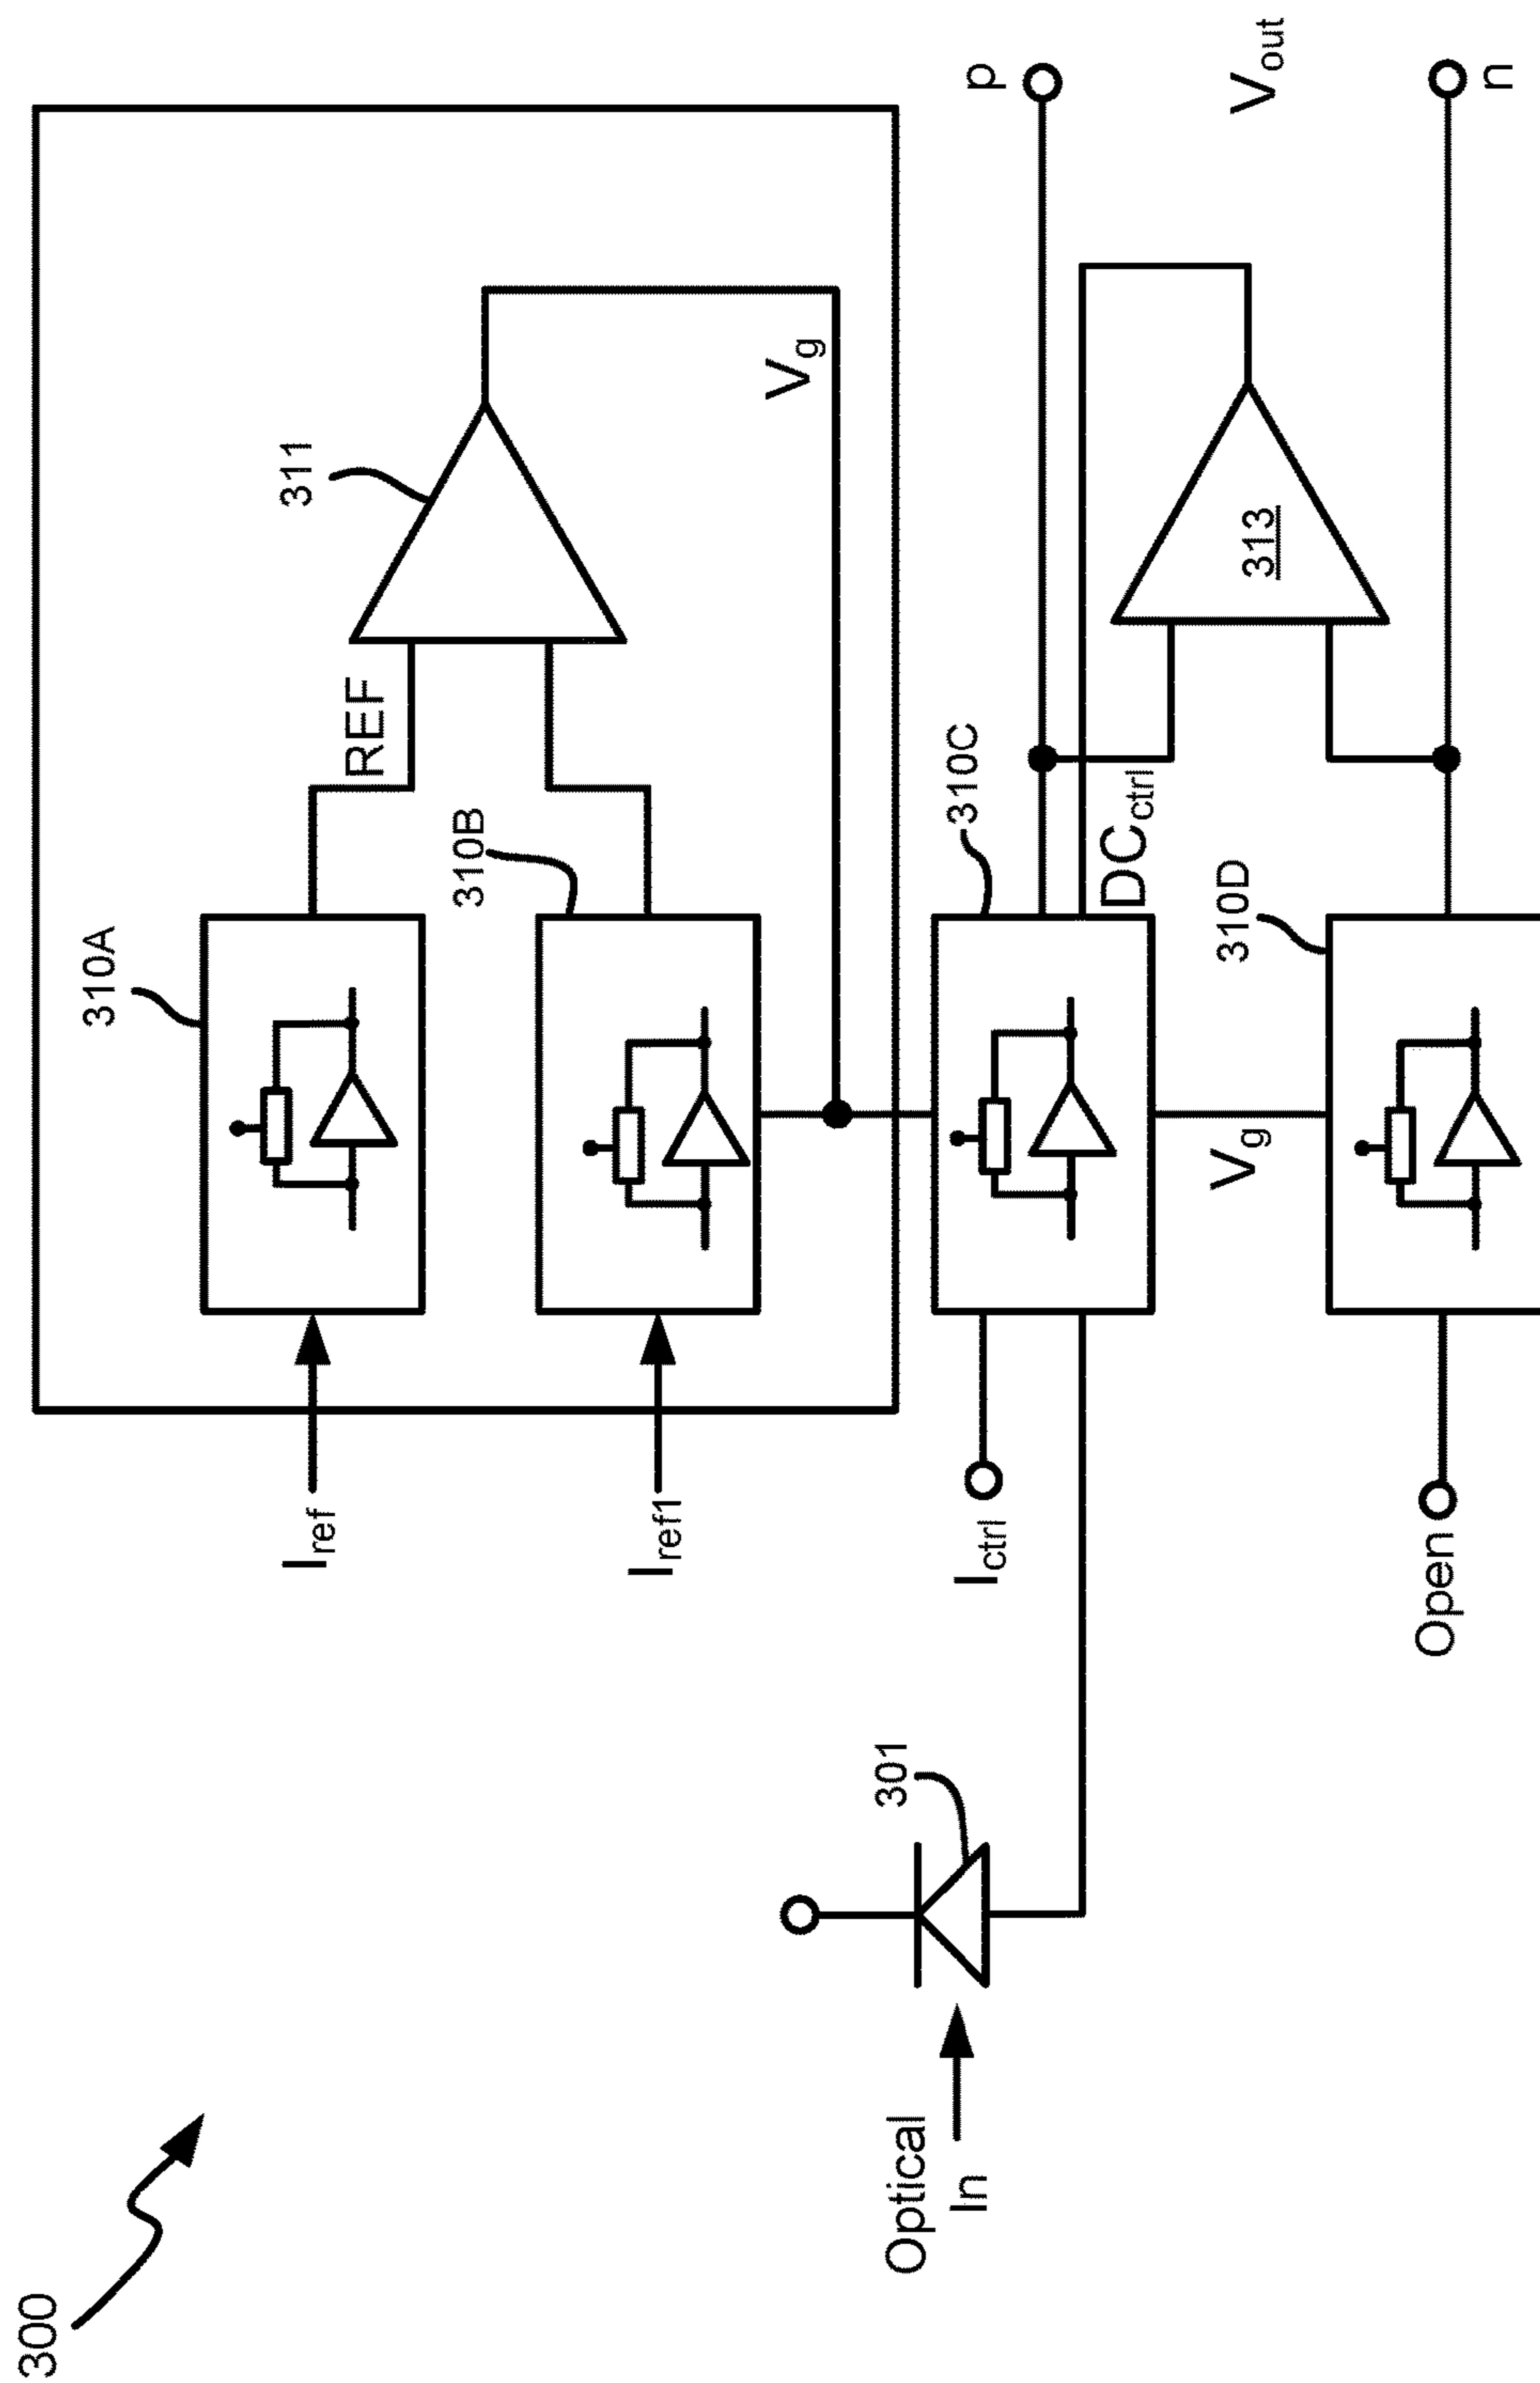 300
310A
REF
311
I_ref
310B
I_ref1
V_g
Optical
In
301
I_ctrl
310C
p
DC_ctrl
313
V_out
V_g
310D
Open
n